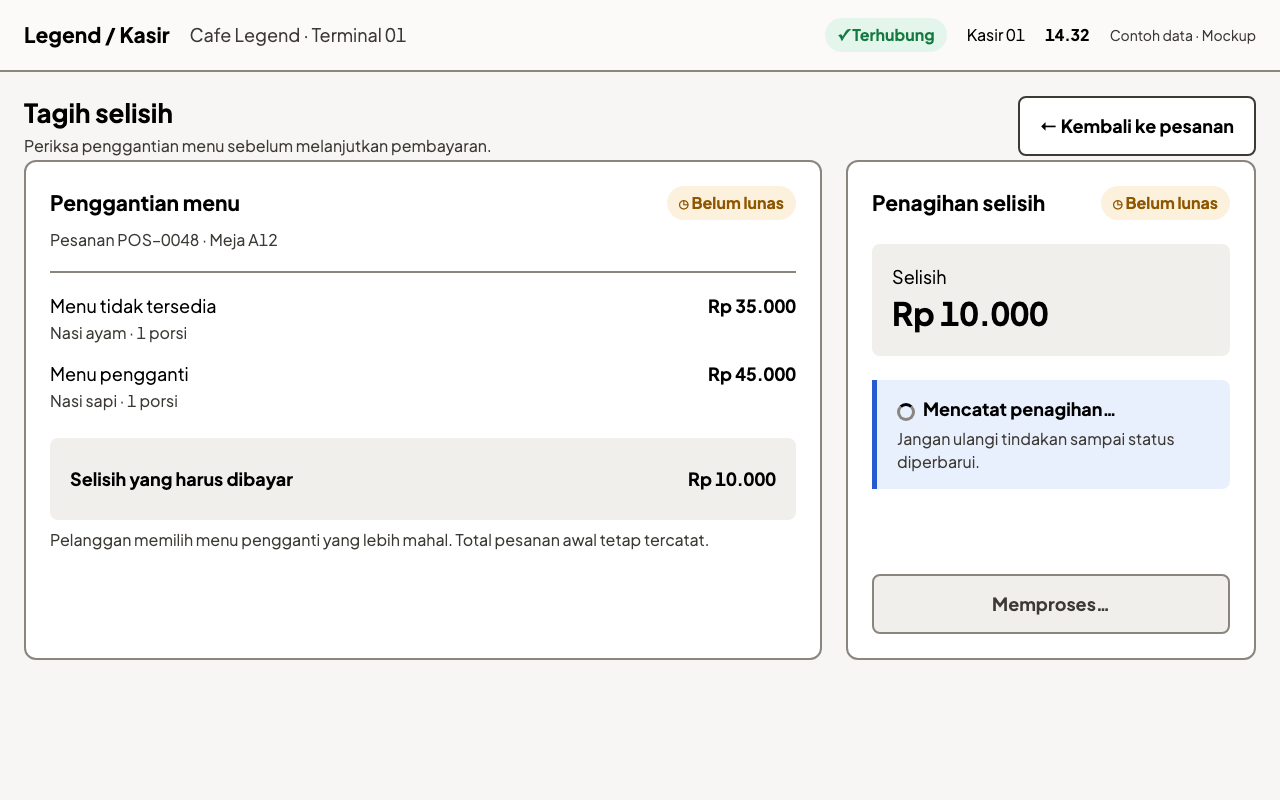 Legend / Kasir
Cafe Legend · Terminal 01
✓Terhubung
Kasir 01
14.32
Contoh data · Mockup
Tagih selisih
Periksa penggantian menu sebelum melanjutkan pembayaran.
← Kembali ke pesanan
Penggantian menu
◷ Belum lunas
Pesanan POS-0048 · Meja A12
Menu tidak tersedia
Rp 35.000
Nasi ayam · 1 porsi
Menu pengganti
Rp 45.000
Nasi sapi · 1 porsi
Selisih yang harus dibayar
Rp 10.000
Pelanggan memilih menu pengganti yang lebih mahal. Total pesanan awal tetap tercatat.
Penagihan selisih
◷ Belum lunas
Selisih
Rp 10.000
Mencatat penagihan…
Jangan ulangi tindakan sampai status
diperbarui.
Memproses…